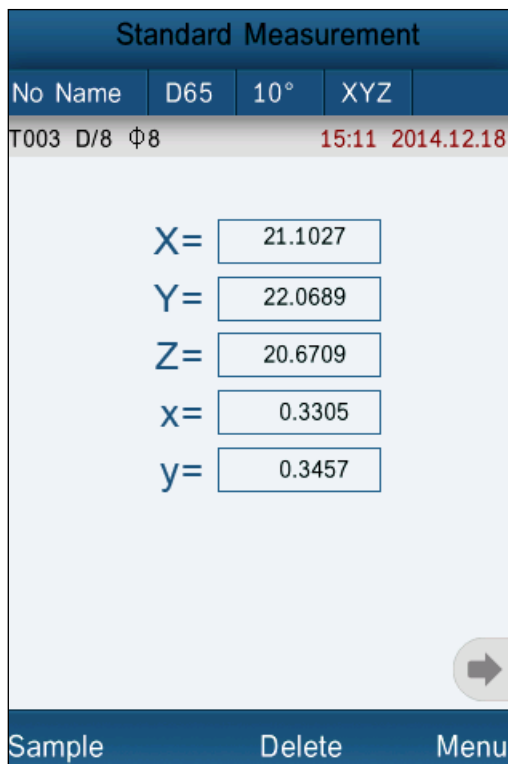 Standard Measurement
No Name D65 10° XYZ
T003 D/8 Φ8 15:11 2014.12.18
X= 21.1027
Y= 22.0689
Z= 20.6709
x= 0.3305
y= 0.3457
Sample Delete Menu